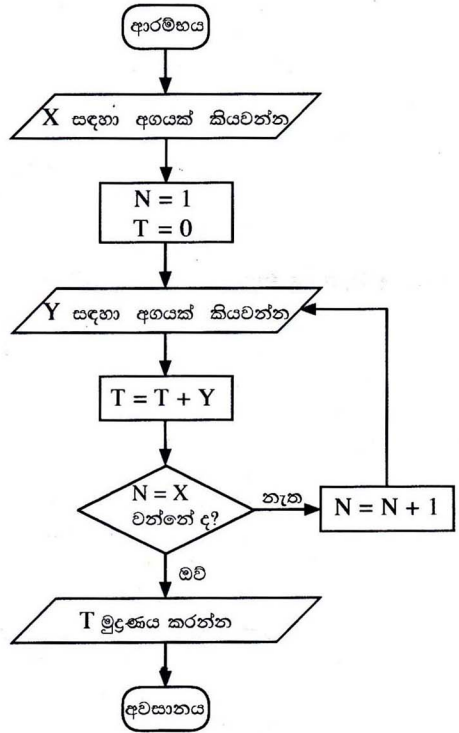 ආරම්භය
X සඳහා අගයක් කියවන්න
N = 1
T = 0
Y සඳහා අගයක් කියවන්න
T = T + Y
N = X
වන්නේ ද?
නැත
N = N + 1
ඔව්
T මුද්‍රණය කරන්න
අවසානය